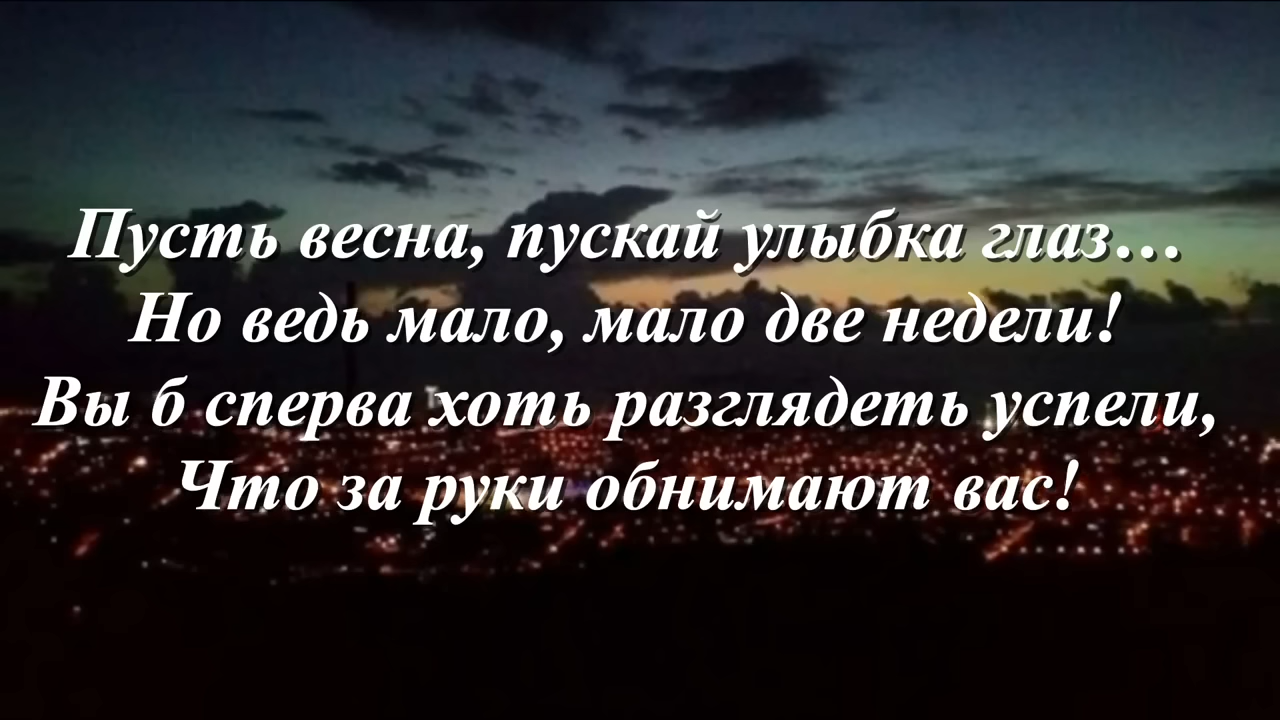 Пусть весна, пускай улыбка глаз…
Но ведь мало, мало две недели!
Вы б сперва хоть разглядеть успели,
Что за руки обнимают вас!